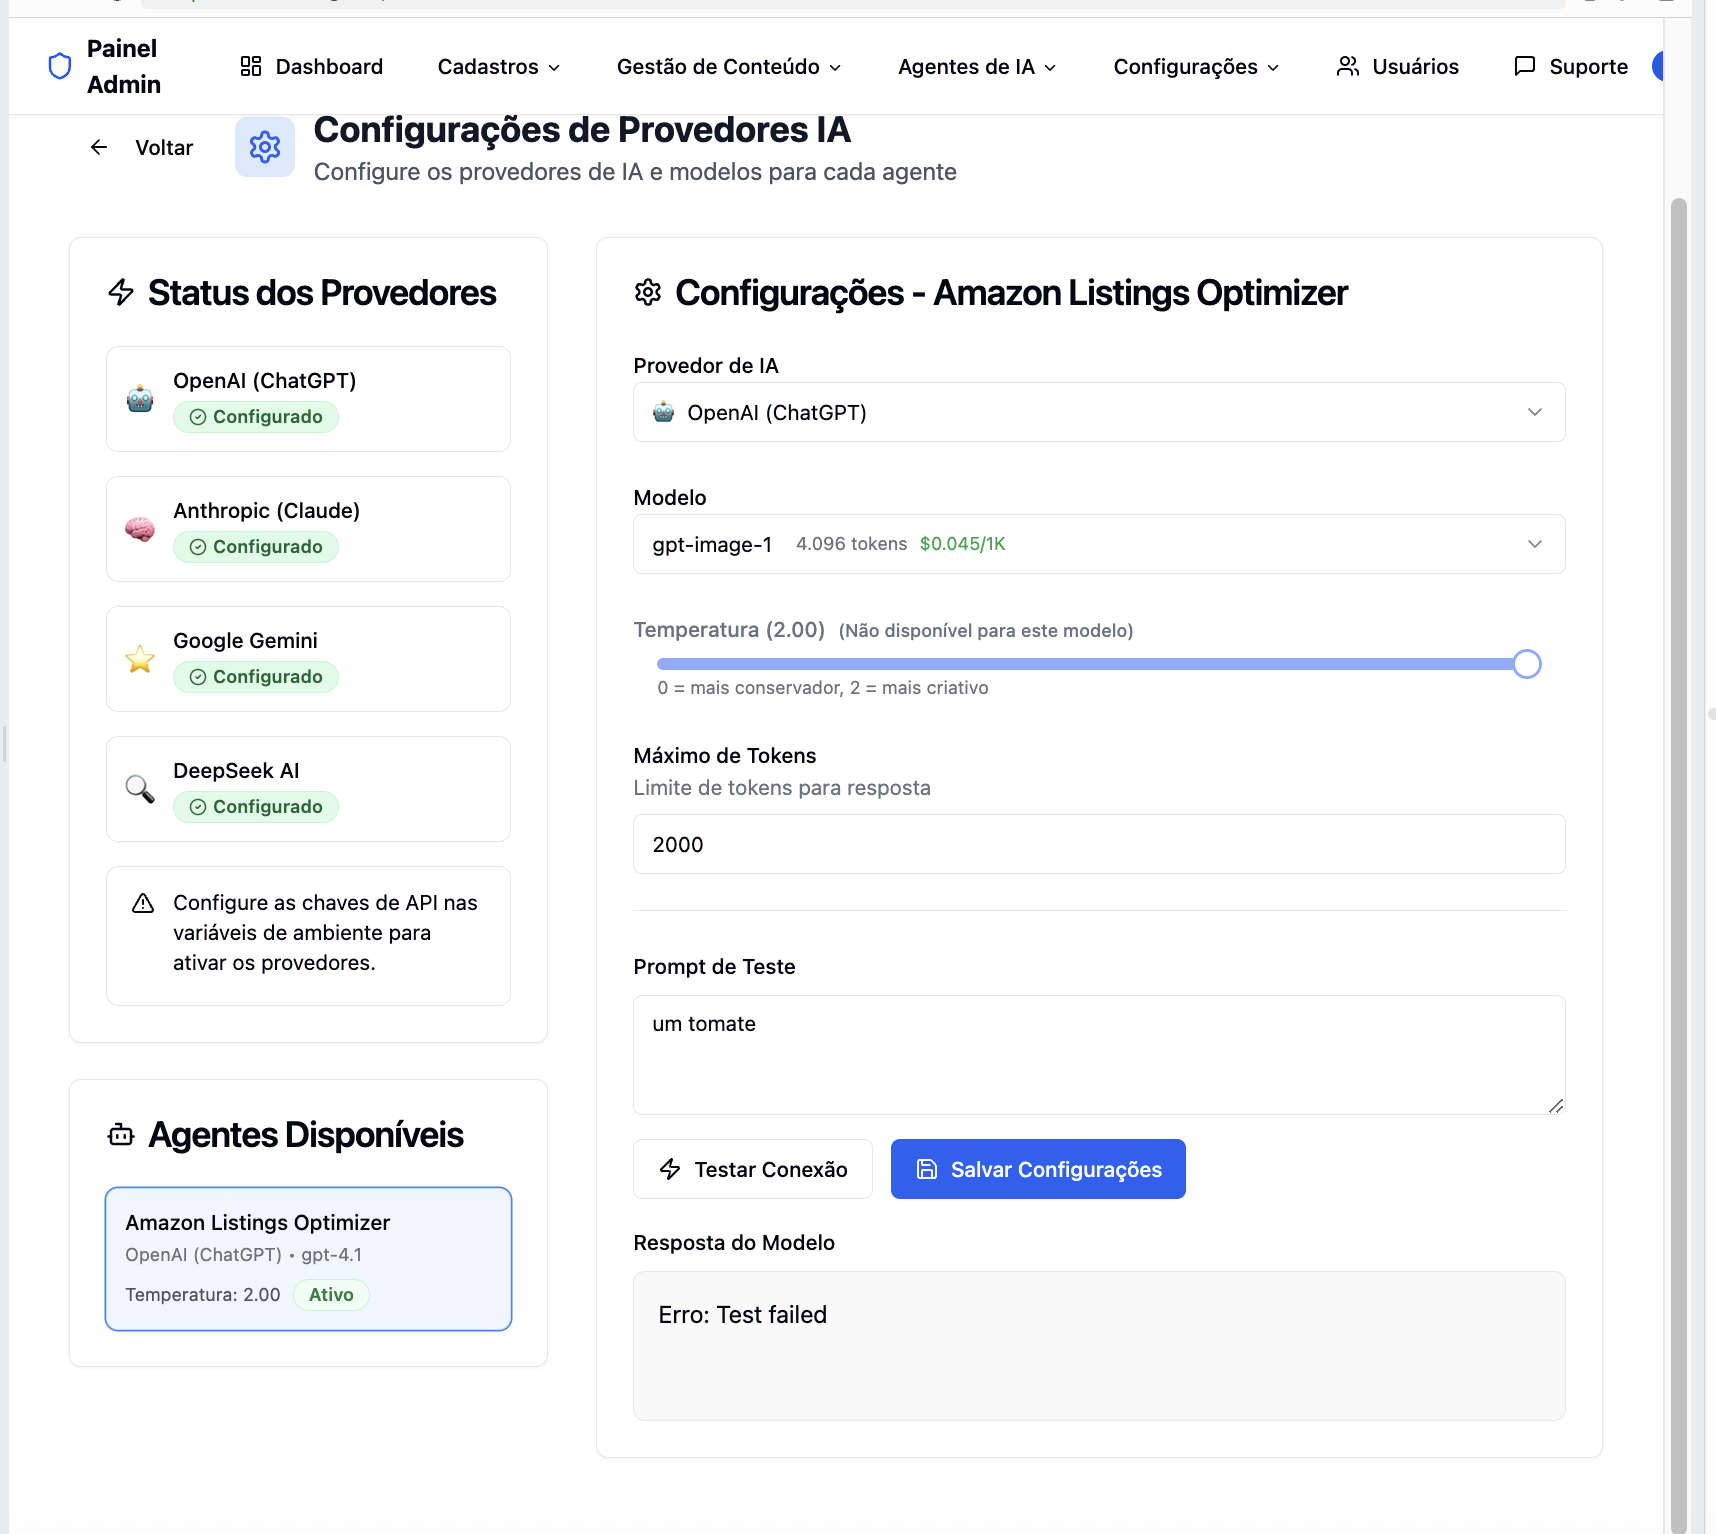 Painel
Admin
Dashboard
Cadastros
Gestão de Conteúdo
Agentes de IA
Configurações
Usuários
Suporte
Voltar
Configurações de Provedores IA
Configure os provedores de IA e modelos para cada agente
Status dos Provedores
OpenAI (ChatGPT)
Configurado
Anthropic (Claude)
Configurado
Google Gemini
Configurado
DeepSeek AI
Configurado
Configure as chaves de API nas
variáveis de ambiente para
ativar os provedores.
Agentes Disponíveis
Amazon Listings Optimizer
OpenAI (ChatGPT) • gpt-4.1
Temperatura: 2.00 Ativo
Configurações - Amazon Listings Optimizer
Provedor de IA
OpenAI (ChatGPT)
Modelo
gpt-image-1 4.096 tokens $0.045/1K
Temperatura (2.00) (Não disponível para este modelo)
0 = mais conservador, 2 = mais criativo
Máximo de Tokens
Limite de tokens para resposta
2000
Prompt de Teste
um tomate
Testar Conexão
Salvar Configurações
Resposta do Modelo
Erro: Test failed